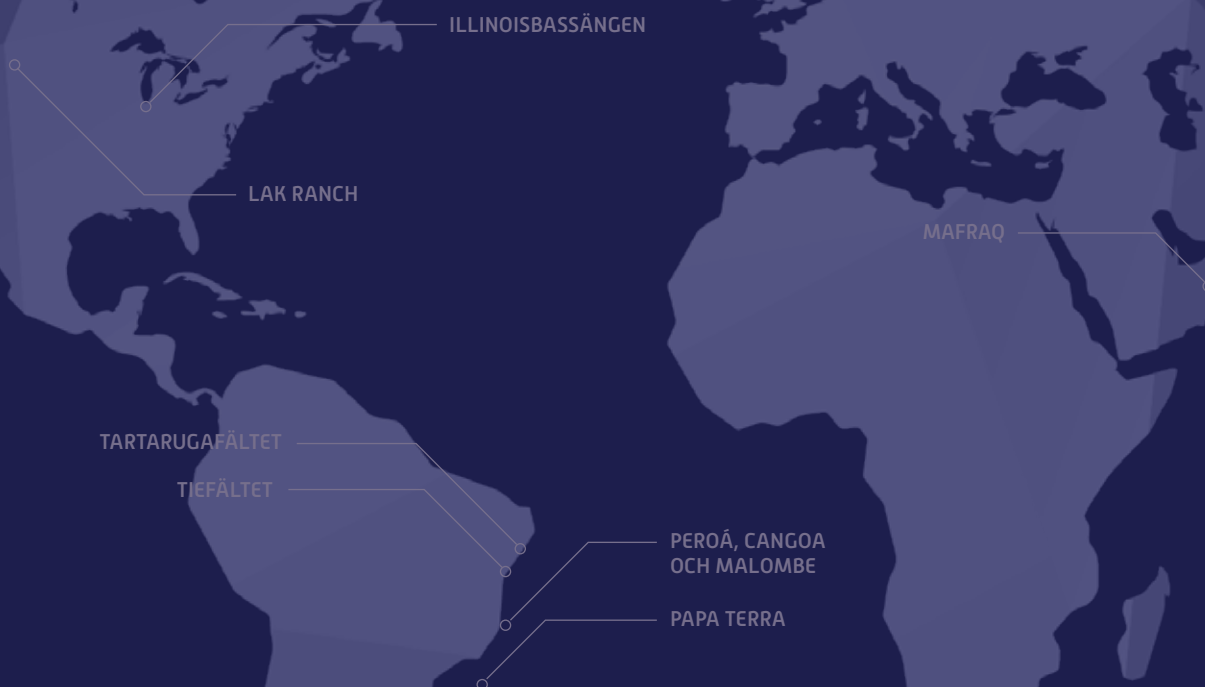 ILLINOISBASSÄNGEN
LAK RANCH
MAFRAQ
TARTARUGAFÄLTET
TIEFÄLTET
PEROÁ, CANGOA
OCH MALOMBE
PAPA TERRA